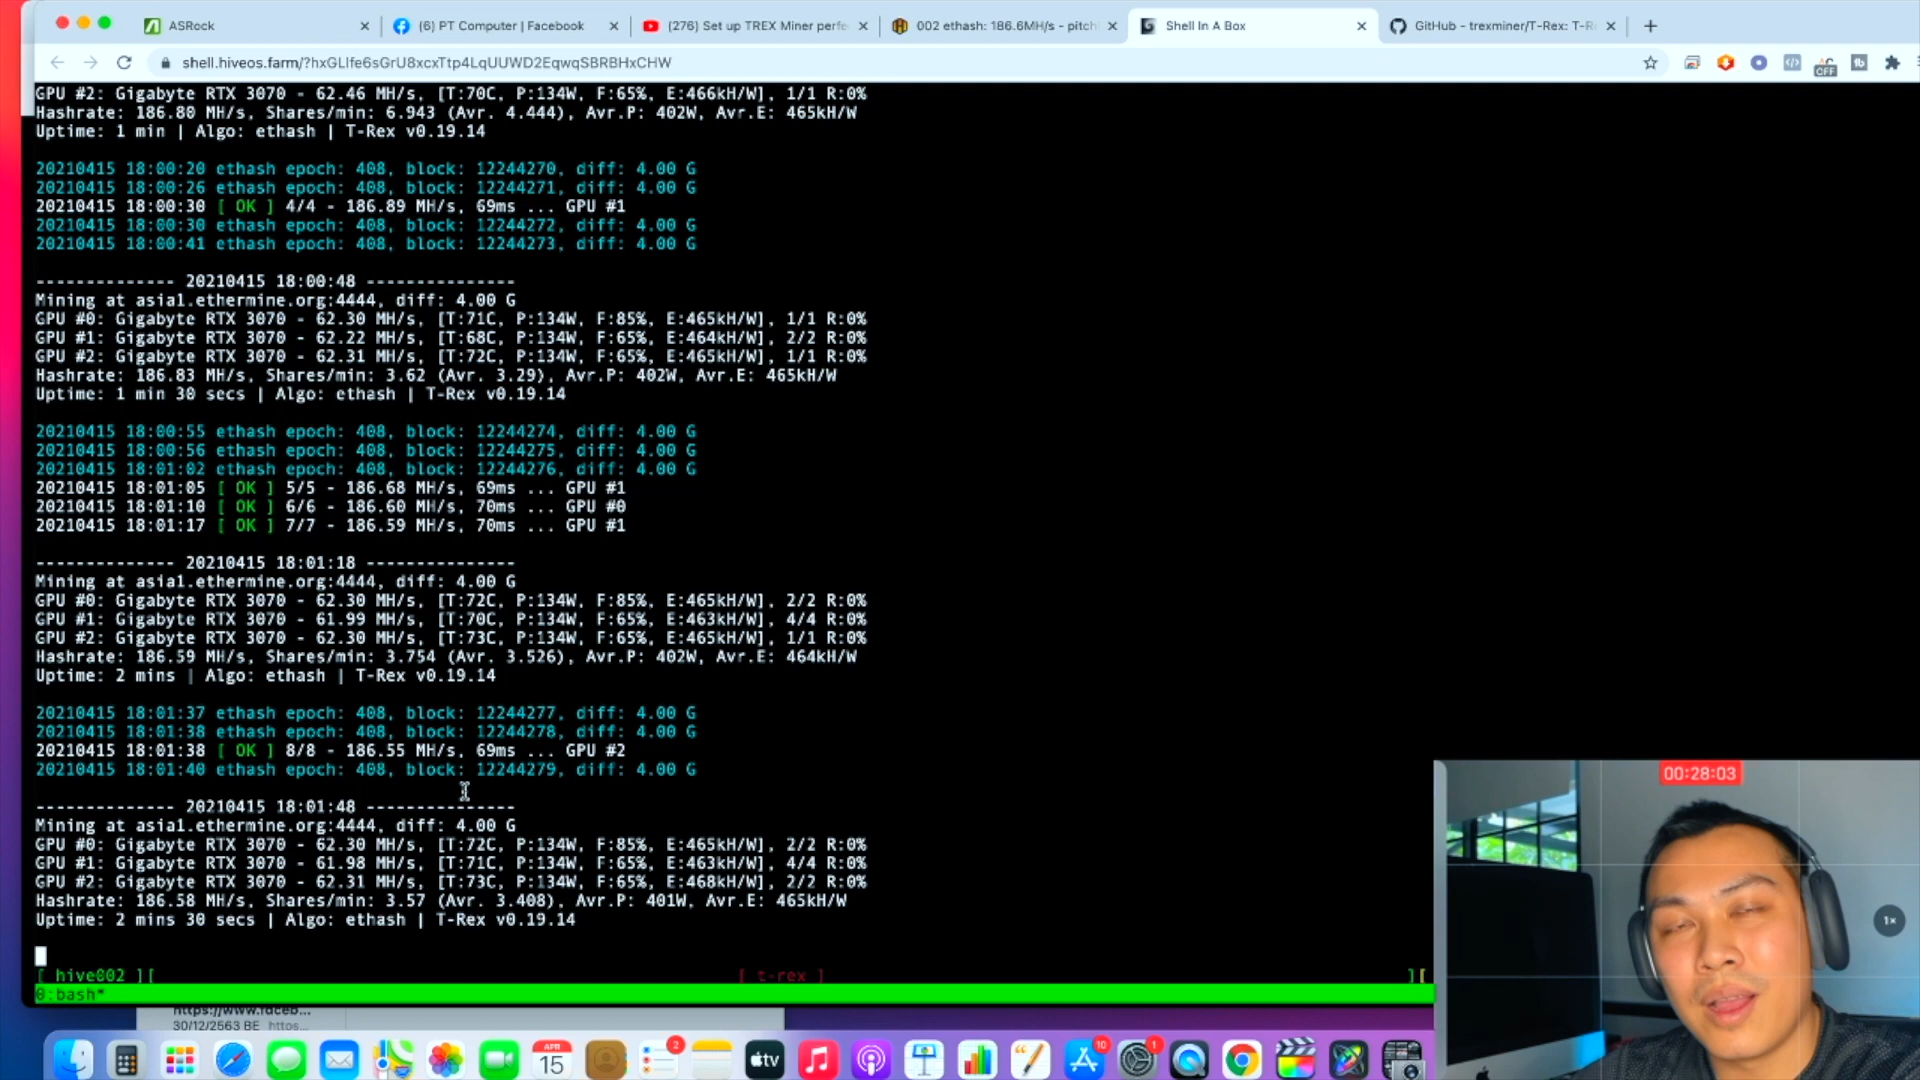 ASRock
(6) PT Computer | Facebook
(276) Set up TREX Miner perfe
002 ethash: 186.6MH/s - pitch
Shell In A Box
GitHub - trexminer/T-Rex: T-R
shell.hiveos.farm/?hxGLIfe6sGrU8xcxTtp4LqUUWD2EqwqSBRBHxCHW
OFF
GPU #2: Gigabyte RTX 3070 - 62.46 MH/s, [T:70C, P:134W, F:65%, E:466kH/W], 1/1 R:0%
Hashrate: 186.80 MH/s, Shares/min: 6.943 (Avr. 4.444), Avr.P: 402W, Avr.E: 465kH/W
Uptime: 1 min | Algo: ethash | T-Rex v0.19.14
20210415 18:00:20 ethash epoch: 408, block: 12244270, diff: 4.00 G
20210415 18:00:26 ethash epoch: 408, block: 12244271, diff: 4.00 G
20210415 18:00:30 [ OK ] 4/4 - 186.89 MH/s, 69ms ... GPU #1
20210415 18:00:30 ethash epoch: 408, block: 12244272, diff: 4.00 G
20210415 18:00:41 ethash epoch: 408, block: 12244273, diff: 4.00 G
-------------- 20210415 18:00:48 ---------------
Mining at asia1.ethermine.org:4444, diff: 4.00 G
GPU #0: Gigabyte RTX 3070 - 62.30 MH/s, [T:71C, P:134W, F:85%, E:465kH/W], 1/1 R:0%
GPU #1: Gigabyte RTX 3070 - 62.22 MH/s, [T:68C, P:134W, F:65%, E:464kH/W], 2/2 R:0%
GPU #2: Gigabyte RTX 3070 - 62.31 MH/s, [T:72C, P:134W, F:65%, E:465kH/W], 1/1 R:0%
Hashrate: 186.83 MH/s, Shares/min: 3.62 (Avr. 3.29), Avr.P: 402W, Avr.E: 465kH/W
Uptime: 1 min 30 secs | Algo: ethash | T-Rex v0.19.14
20210415 18:00:55 ethash epoch: 408, block: 12244274, diff: 4.00 G
20210415 18:00:56 ethash epoch: 408, block: 12244275, diff: 4.00 G
20210415 18:01:02 ethash epoch: 408, block: 12244276, diff: 4.00 G
20210415 18:01:05 [ OK ] 5/5 - 186.68 MH/s, 69ms ... GPU #1
20210415 18:01:10 [ OK ] 6/6 - 186.60 MH/s, 70ms ... GPU #0
20210415 18:01:17 [ OK ] 7/7 - 186.59 MH/s, 70ms ... GPU #1
-------------- 20210415 18:01:18 ---------------
Mining at asia1.ethermine.org:4444, diff: 4.00 G
GPU #0: Gigabyte RTX 3070 - 62.30 MH/s, [T:72C, P:134W, F:85%, E:465kH/W], 2/2 R:0%
GPU #1: Gigabyte RTX 3070 - 61.99 MH/s, [T:70C, P:134W, F:65%, E:463kH/W], 4/4 R:0%
GPU #2: Gigabyte RTX 3070 - 62.30 MH/s, [T:73C, P:134W, F:65%, E:465kH/W], 1/1 R:0%
Hashrate: 186.59 MH/s, Shares/min: 3.754 (Avr. 3.526), Avr.P: 402W, Avr.E: 464kH/W
Uptime: 2 mins | Algo: ethash | T-Rex v0.19.14
20210415 18:01:37 ethash epoch: 408, block: 12244277, diff: 4.00 G
20210415 18:01:38 ethash epoch: 408, block: 12244278, diff: 4.00 G
20210415 18:01:38 [ OK ] 8/8 - 186.55 MH/s, 69ms ... GPU #2
20210415 18:01:40 ethash epoch: 408, block: 12244279, diff: 4.00 G
-------------- 20210415 18:01:48 ---------------
Mining at asia1.ethermine.org:4444, diff: 4.00 G
GPU #0: Gigabyte RTX 3070 - 62.30 MH/s, [T:72C, P:134W, F:85%, E:465kH/W], 2/2 R:0%
GPU #1: Gigabyte RTX 3070 - 61.98 MH/s, [T:71C, P:134W, F:65%, E:463kH/W], 4/4 R:0%
GPU #2: Gigabyte RTX 3070 - 62.31 MH/s, [T:73C, P:134W, F:65%, E:468kH/W], 2/2 R:0%
Hashrate: 186.58 MH/s, Shares/min: 3.57 (Avr. 3.408), Avr.P: 401W, Avr.E: 465kH/W
Uptime: 2 mins 30 secs | Algo: ethash | T-Rex v0.19.14
[ hive002 ][ [ t-rex ] ][
0:bash*
https://www.faceb...
30/12/2563 BE https...
00:28:03
1×
APR
15
2
tv
10
1